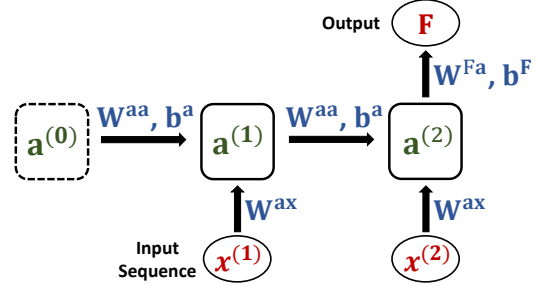 Output
F
W^Fa, b^F
W^aa, b^a
W^aa, b^a
a^(0)
a^(1)
a^(2)
W^ax
W^ax
Input
Sequence
x^(1)
x^(2)